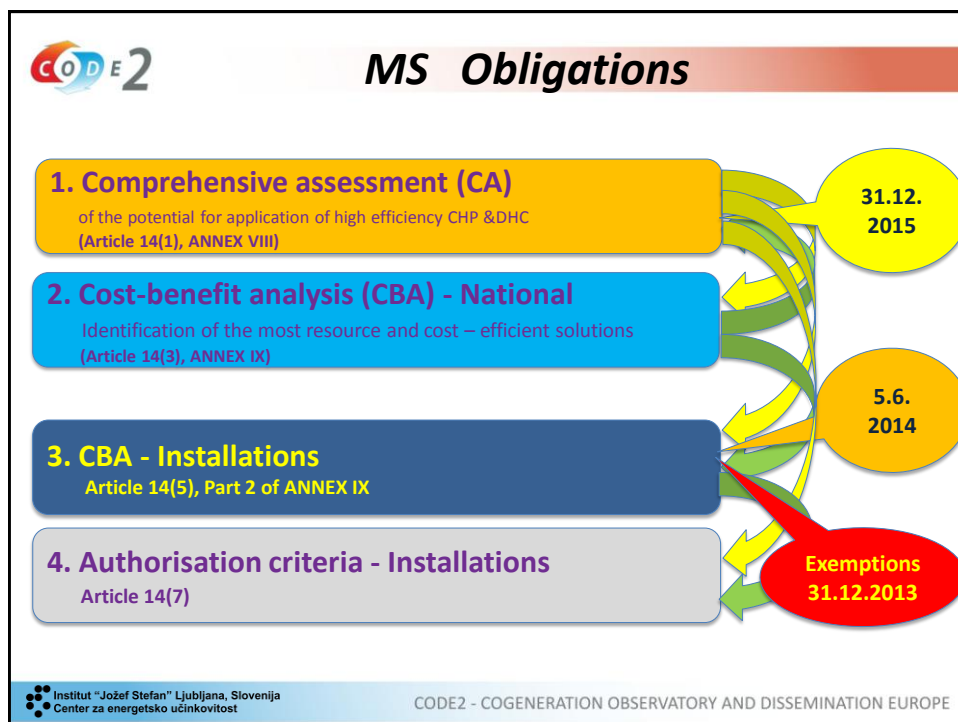 CODE2
MS Obligations
1. Comprehensive assessment (CA)
of the potential for application of high efficiency CHP &DHC
(Article 14(1), ANNEX VIII)
31.12.
2015
2. Cost-benefit analysis (CBA) - National
Identification of the most resource and cost – efficient solutions
(Article 14(3), ANNEX IX)
5.6.
2014
3. CBA - Installations
Article 14(5), Part 2 of ANNEX IX
4. Authorisation criteria - Installations
Article 14(7)
Exemptions
31.12.2013
Institut "Jožef Stefan" Ljubljana, Slovenija
Center za energetsko učinkovitost
CODE2 - COGENERATION OBSERVATORY AND DISSEMINATION EUROPE